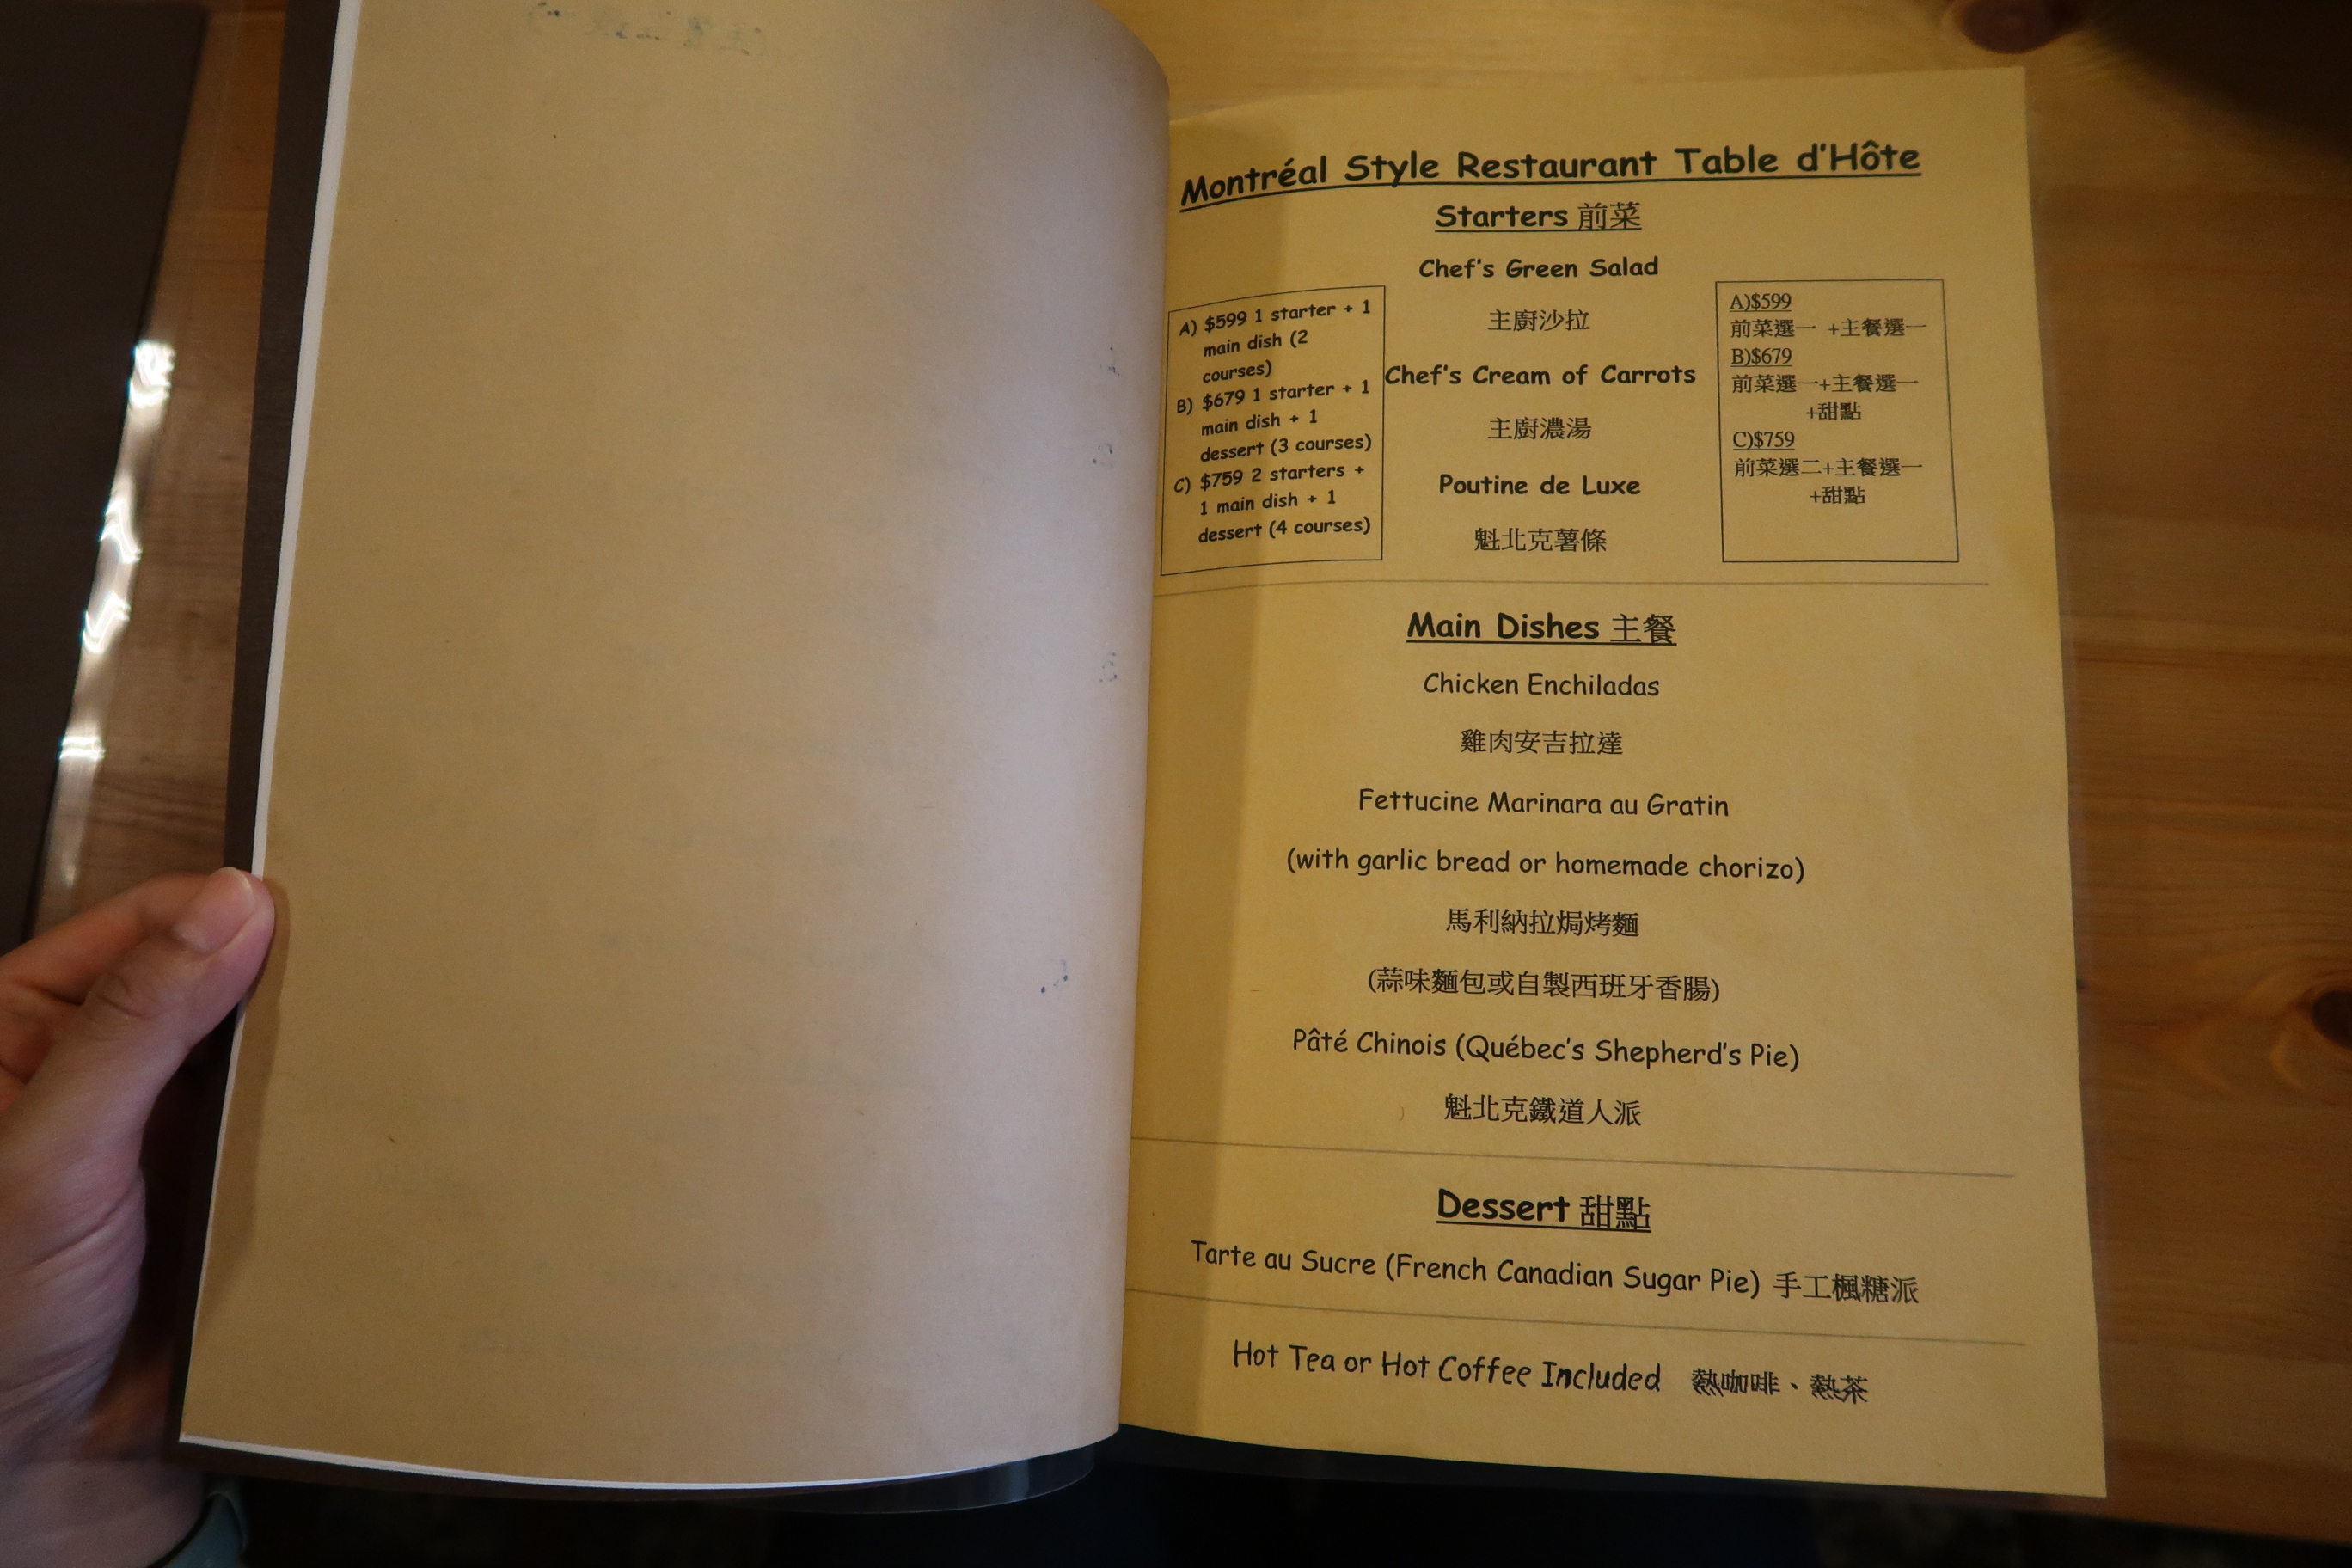 Montréal Style Restaurant Table d'Hôte
Starters 前菜
Chef's Green Salad
主廚沙拉
Chef's Cream of Carrots
主廚濃湯
Poutine de Luxe
魁北克薯條
A) $599 1 starter + 1
main dish (2
courses)
B) $679 1 starter + 1
main dish + 1
dessert (3 courses)
C) $759 2 starters +
1 main dish + 1
dessert (4 courses)
A)$599
前菜選一 +主餐選一
B)$679
前菜選一+主餐選一
+甜點
C)$759
前菜選二+主餐選一
+甜點
Main Dishes 主餐
Chicken Enchiladas
雞肉安吉拉達
Fettucine Marinara au Gratin
(with garlic bread or homemade chorizo)
馬利納拉焗烤麵
(蒜味麵包或自製西班牙香腸)
Pâté Chinois (Québec's Shepherd's Pie)
魁北克鐵道人派
Dessert 甜點
Tarte au Sucre (French Canadian Sugar Pie) 手工楓糖派
Hot Tea or Hot Coffee Included 熱咖啡、熱茶